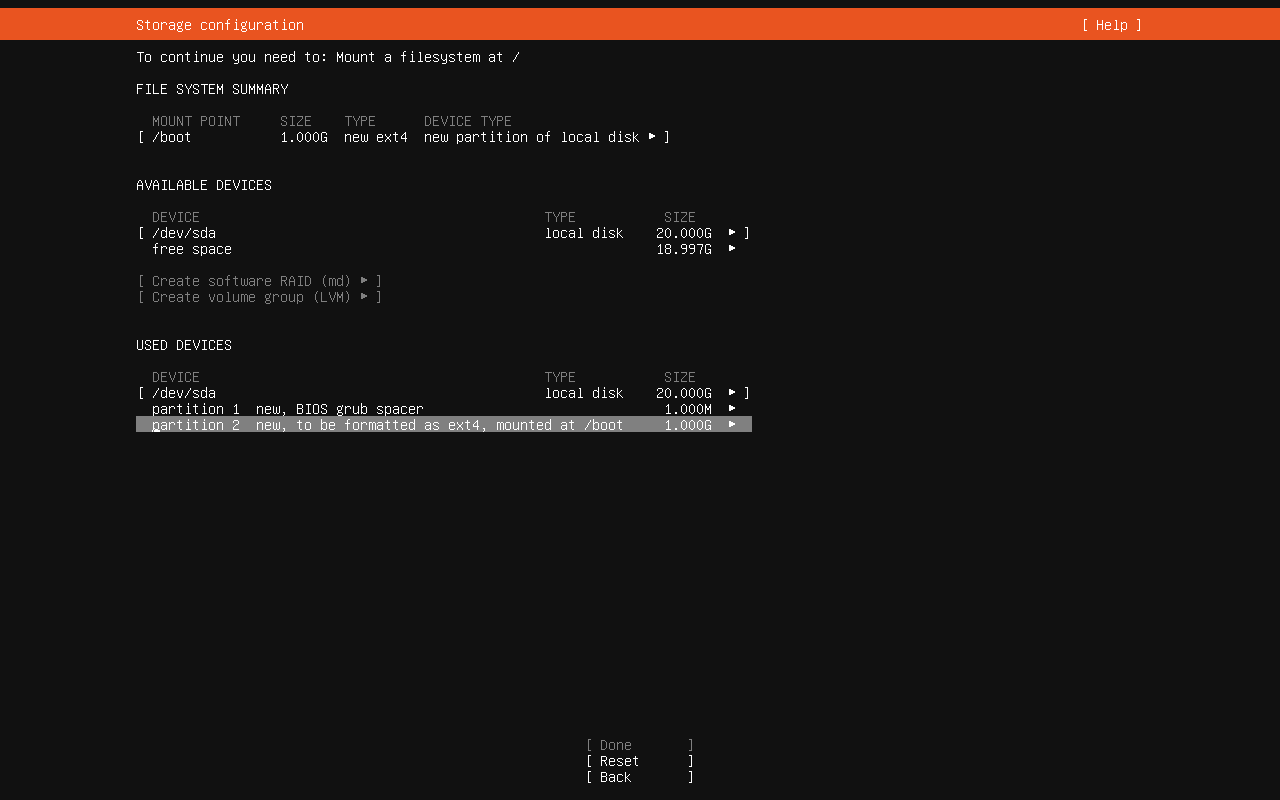 Storage configuration [ Help ]
To continue you need to: Mount a filesystem at /
FILE SYSTEM SUMMARY
MOUNT POINT SIZE TYPE DEVICE TYPE
[ /boot 1.000G new ext4 new partition of local disk ▸ ]
AVAILABLE DEVICES
DEVICE TYPE SIZE
[ /dev/sda local disk 20.000G ▸ ]
free space 18.997G ▸
[ Create software RAID (md) ▸ ]
[ Create volume group (LVM) ▸ ]
USED DEVICES
DEVICE TYPE SIZE
[ /dev/sda local disk 20.000G ▸ ]
partition 1 new, BIOS grub spacer 1.000M ▸
partition 2 new, to be formatted as ext4, mounted at /boot 1.000G ▸
[ Done ]
[ Reset ]
[ Back ]